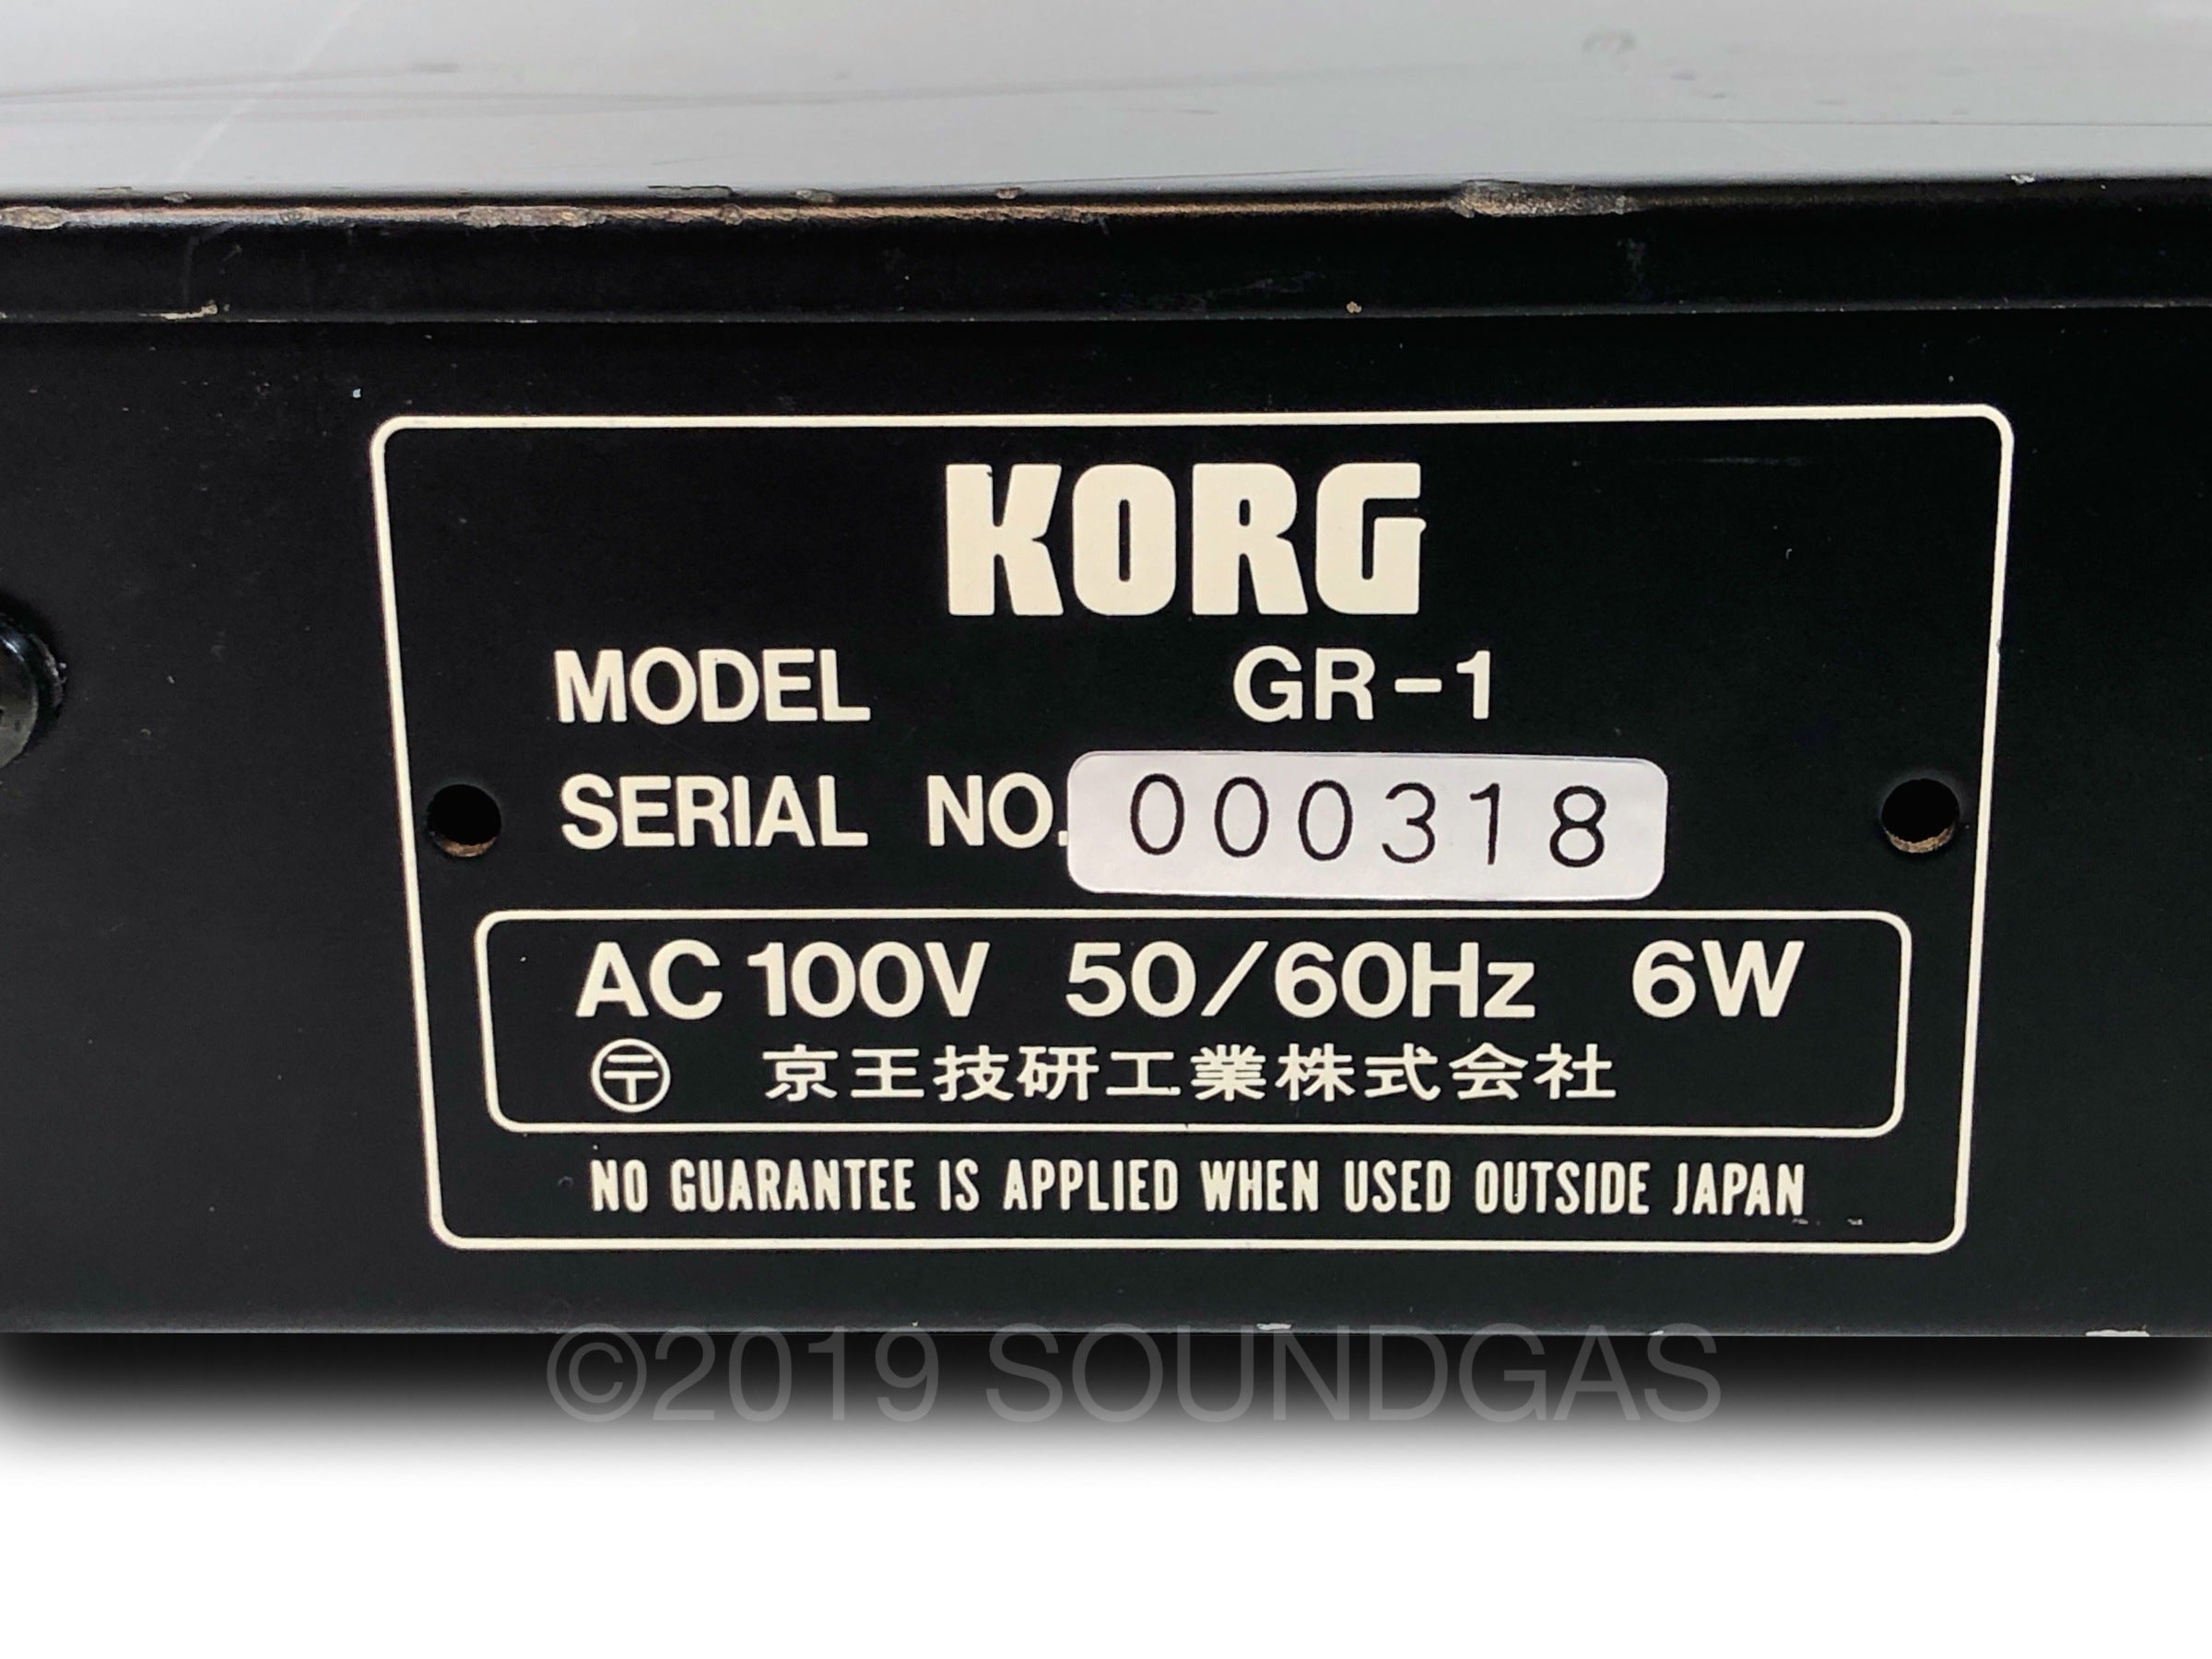 KORG
MODEL GR-1
SERIAL NO. 000318
AC 100V 50/60Hz 6W
〒 京王技研工業株式会社
NO GUARANTEE IS APPLIED WHEN USED OUTSIDE JAPAN
©2019 SOUNDGAS